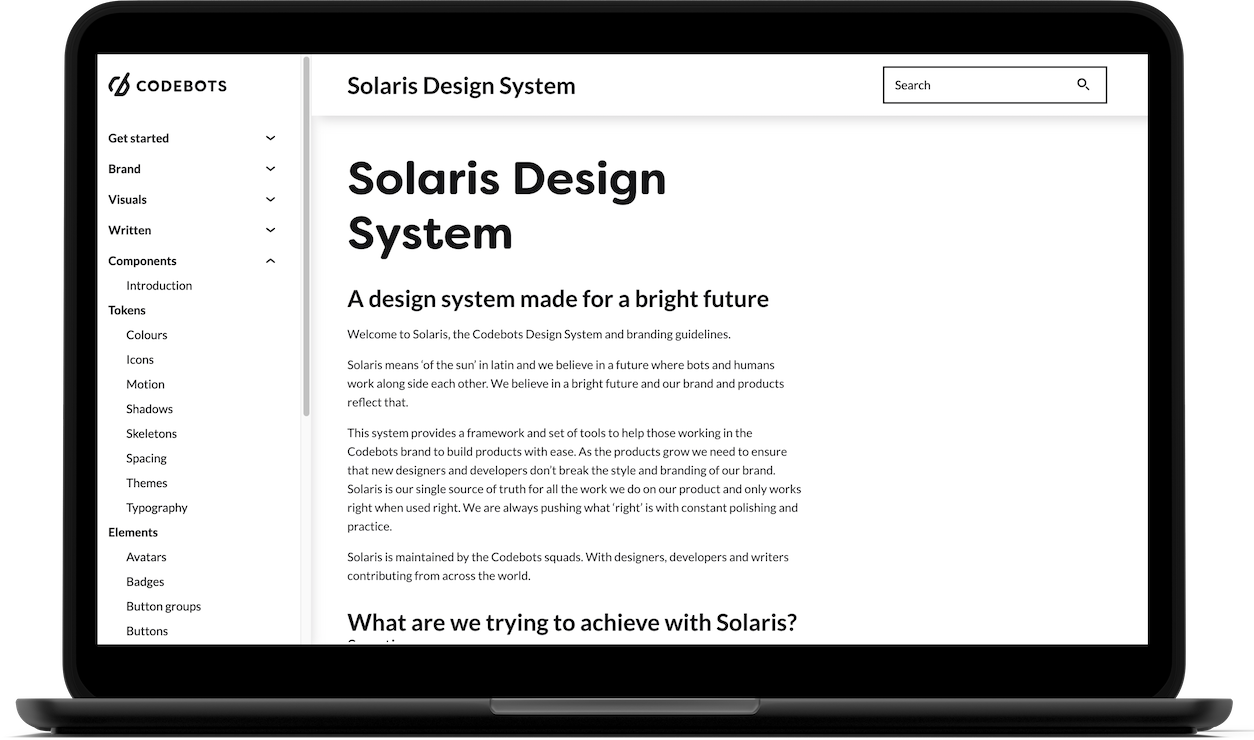 CODEBOTS
Get started
Brand
Visuals
Written
Components
Introduction
Tokens
Colours
Icons
Motion
Shadows
Skeletons
Spacing
Themes
Typography
Elements
Avatars
Badges
Button groups
Buttons
Solaris Design System
Search
Solaris Design
System
A design system made for a bright future
Welcome to Solaris, the Codebots Design System and branding guidelines.
Solaris means ‘of the sun’ in latin and we believe in a future where bots and humans
work along side each other. We believe in a bright future and our brand and products
reflect that.
This system provides a framework and set of tools to help those working in the
Codebots brand to build products with ease. As the products grow we need to ensure
that new designers and developers don’t break the style and branding of our brand.
Solaris is our single source of truth for all the work we do on our product and only works
right when used right. We are always pushing what ‘right’ is with constant polishing and
practice.
Solaris is maintained by the Codebots squads. With designers, developers and writers
contributing from across the world.
What are we trying to achieve with Solaris?